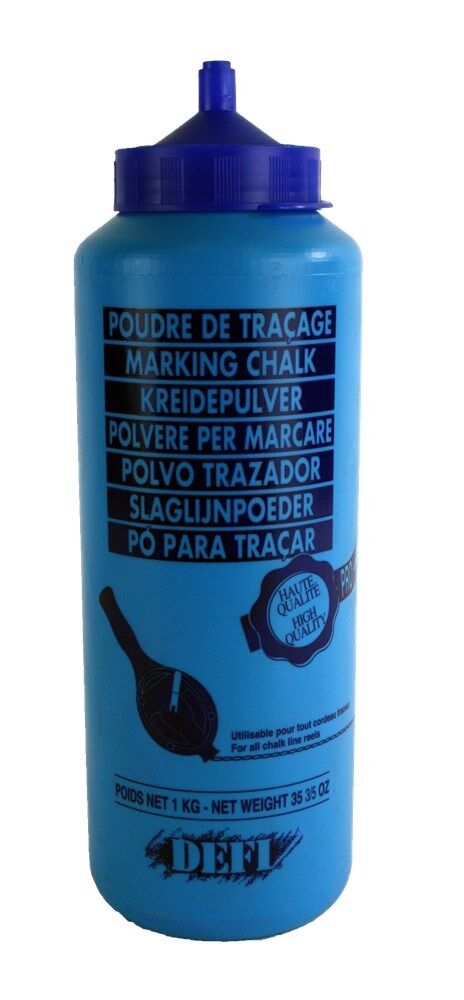 POUDRE DE TRAÇAGE
MARKING CHALK
KREIDEPULVER
POLVERE PER MARCARE
POLVO TRAZADOR
SLAGLIJNPOEDER
PÓ PARA TRAÇAR
HAUTE
QUALITÉ
HIGH
QUALITY
Utilisable pour tout cordeau traceur
For all chalk line reels
POIDS NET 1 KG - NET WEIGHT 35 3/5 OZ
DEFI